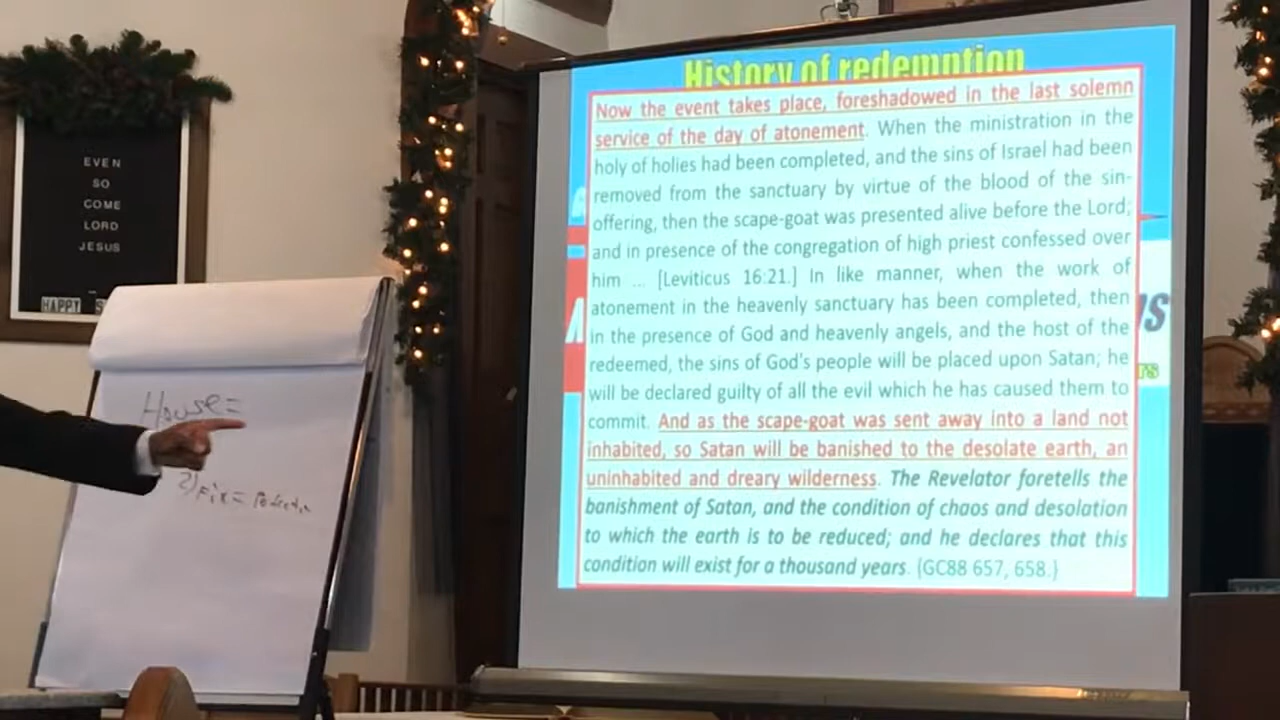 EVEN
SO
COME
LORD
JESUS
HAPPY S
House=
2) Fix =
History of redemption
Now the event takes place, foreshadowed in the last solemn
service of the day of atonement. When the ministration in the
holy of holies had been completed, and the sins of Israel had been
removed from the sanctuary by virtue of the blood of the sin-
offering, then the scape-goat was presented alive before the Lord;
and in presence of the congregation of high priest confessed over
him ... [Leviticus 16:21.] In like manner, when the work of
atonement in the heavenly sanctuary has been completed, then
in the presence of God and heavenly angels, and the host of the
redeemed, the sins of God's people will be placed upon Satan; he
will be declared guilty of all the evil which he has caused them to
commit. And as the scape-goat was sent away into a land not
inhabited, so Satan will be banished to the desolate earth, an
uninhabited and dreary wilderness. The Revelator foretells the
banishment of Satan, and the condition of chaos and desolation
to which the earth is to be reduced; and he declares that this
condition will exist for a thousand years. {GC88 657, 658.}